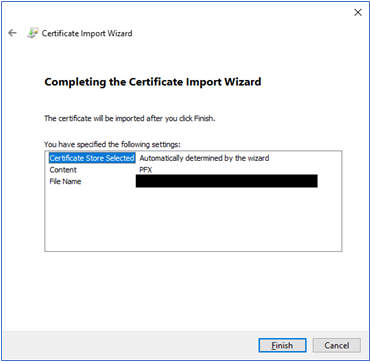 Certificate Import Wizard
Completing the Certificate Import Wizard
The certificate will be imported after you click Finish.
You have specified the following settings:
Certificate Store Selected Automatically determined by the wizard
Content PFX
File Name
Finish Cancel